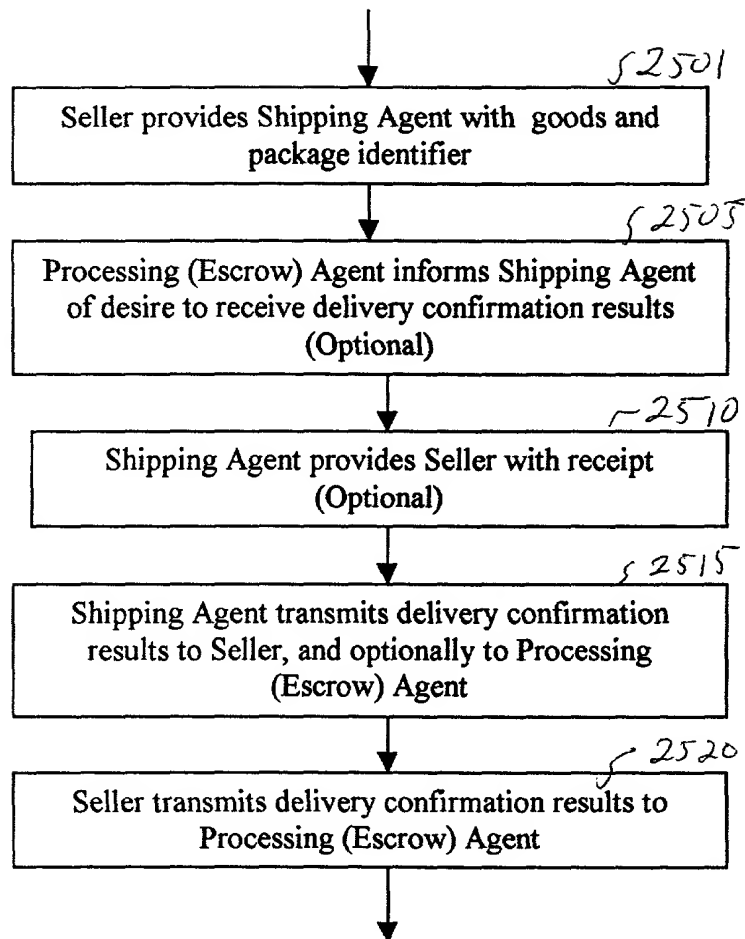 2501
Seller provides Shipping Agent with goods and
package identifier
2505
Processing (Escrow) Agent informs Shipping Agent
of desire to receive delivery confirmation results
(Optional)
2510
Shipping Agent provides Seller with receipt
(Optional)
2515
Shipping Agent transmits delivery confirmation
results to Seller, and optionally to Processing
(Escrow) Agent
2520
Seller transmits delivery confirmation results to
Processing (Escrow) Agent